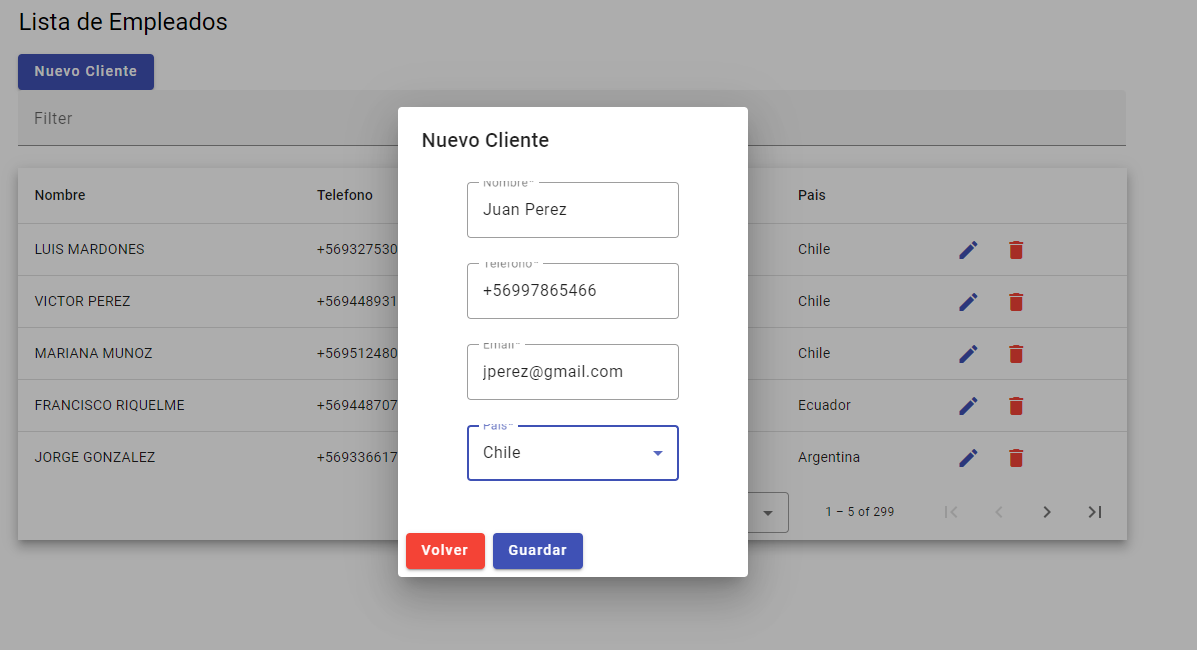 Lista de Empleados
Nuevo Cliente
Filter
Nombre Telefono Pais
LUIS MARDONES +569327530 Chile
VICTOR PEREZ +569448931 Chile
MARIANA MUNOZ +569512480 Chile
FRANCISCO RIQUELME +569448707 Ecuador
JORGE GONZALEZ +569336617 Argentina
1 – 5 of 299
Nuevo Cliente
Nombre*
Juan Perez
Telefono*
+56997865466
Email*
jperez@gmail.com
Pais*
Chile
Volver Guardar